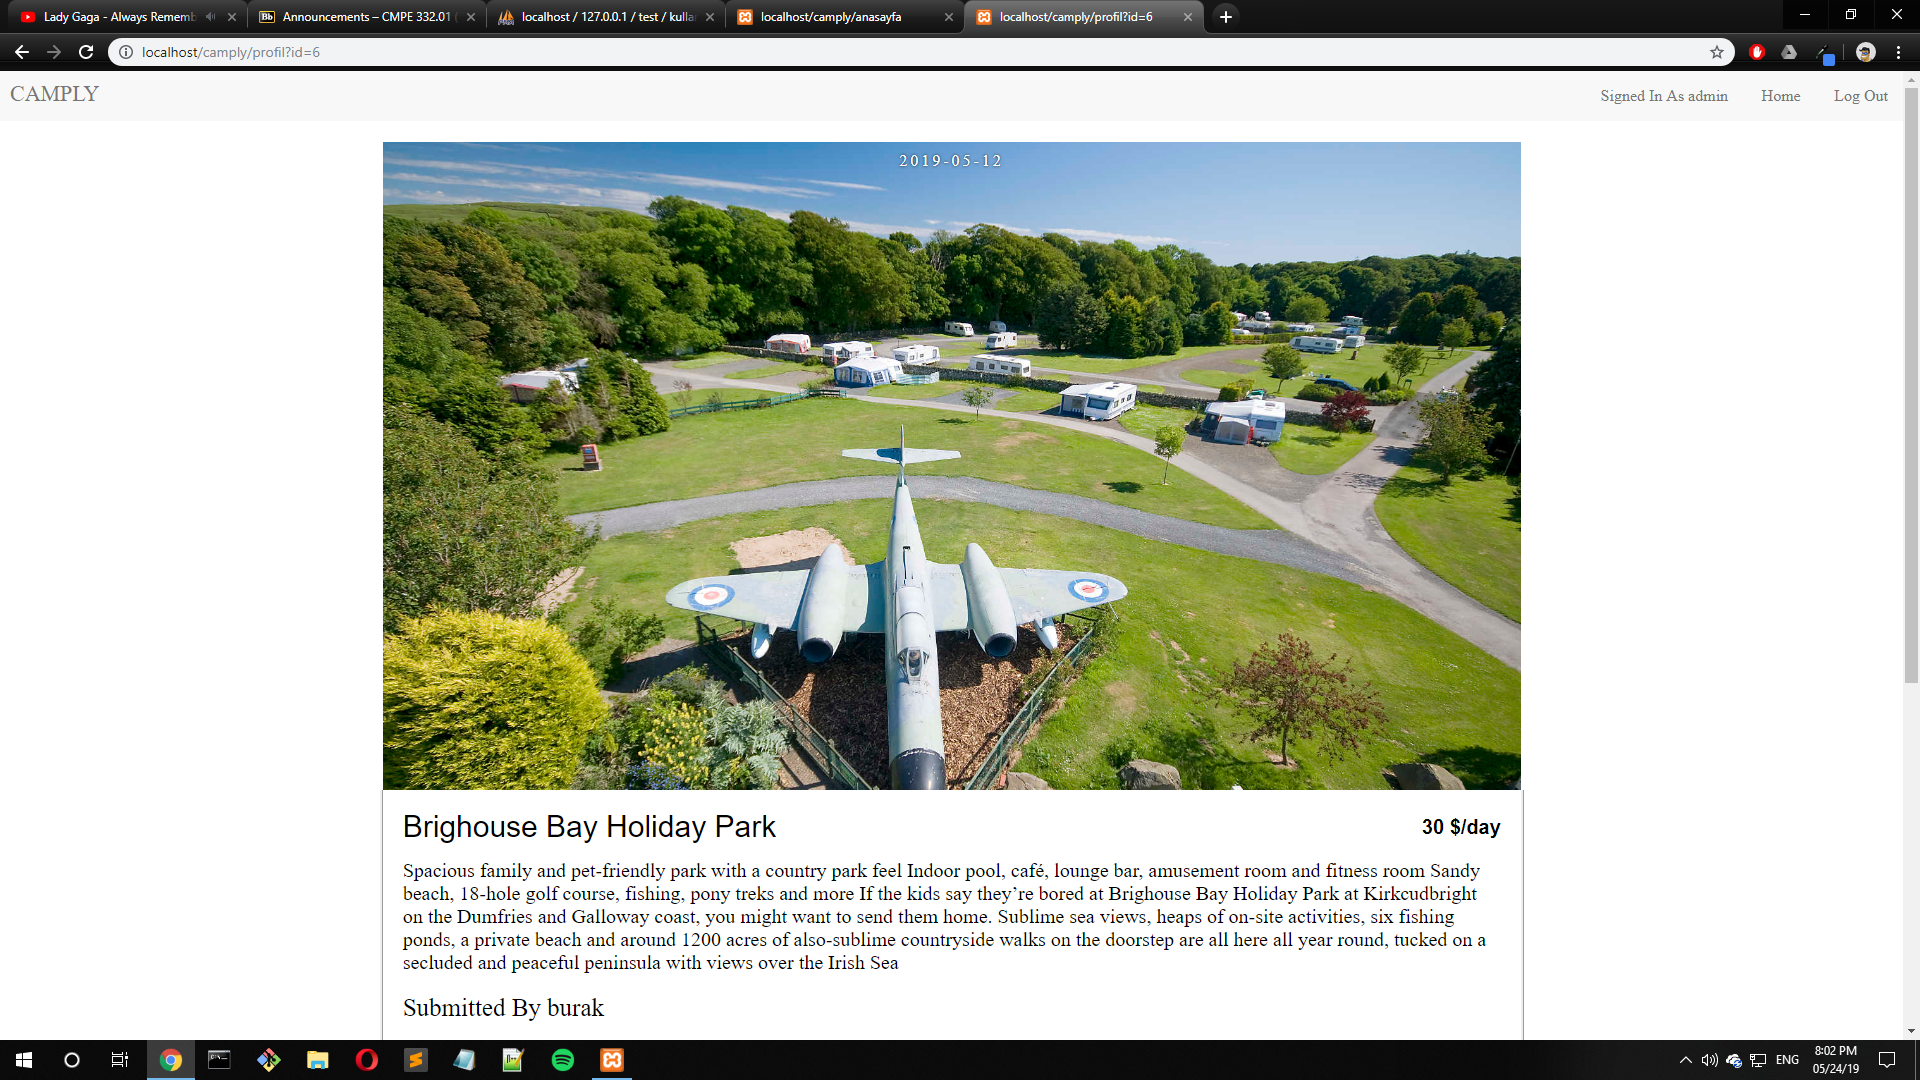 Lady Gaga - Always Rememb
Announcements – CMPE 332.01 (
localhost / 127.0.0.1 / test / kulla
localhost/camply/anasayfa
localhost/camply/profil?id=6
localhost/camply/profil?id=6
CAMPLY
Signed In As admin
Home
Log Out
2019-05-12
Brighouse Bay Holiday Park
30 $/day
Spacious family and pet-friendly park with a country park feel Indoor pool, café, lounge bar, amusement room and fitness room Sandy
beach, 18-hole golf course, fishing, pony treks and more If the kids say they’re bored at Brighouse Bay Holiday Park at Kirkcudbright
on the Dumfries and Galloway coast, you might want to send them home. Sublime sea views, heaps of on-site activities, six fishing
ponds, a private beach and around 1200 acres of also-sublime countryside walks on the doorstep are all here all year round, tucked on a
secluded and peaceful peninsula with views over the Irish Sea
Submitted By burak
ENG
8:02 PM
05/24/19